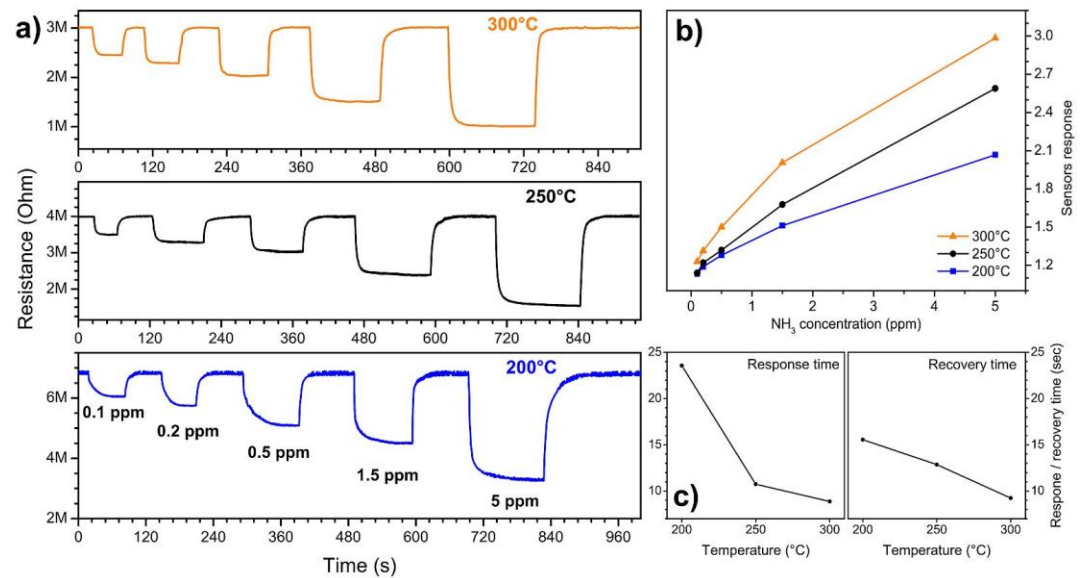 a)
300°C
3M
2M
1M
0 120 240 360 480 600 720 840
250°C
4M
3M
2M
0 120 240 360 480 600 720 840
200°C
6M
4M
2M
0.1 ppm
0.2 ppm
0.5 ppm
1.5 ppm
5 ppm
0 120 240 360 480 600 720 840 960
Time (s)
Resistance (Ohm)
b)
3.0
2.7
2.4
2.1
1.8
1.5
1.2
Sensors response
300°C
250°C
200°C
0 1 2 3 4 5
NH3 concentration (ppm)
25
20
15
10
Response time
Recovery time
25
20
15
10
Respone / recovery time (sec)
c)
200 250 300 200 250 300
Temperature (°C) Temperature (°C)